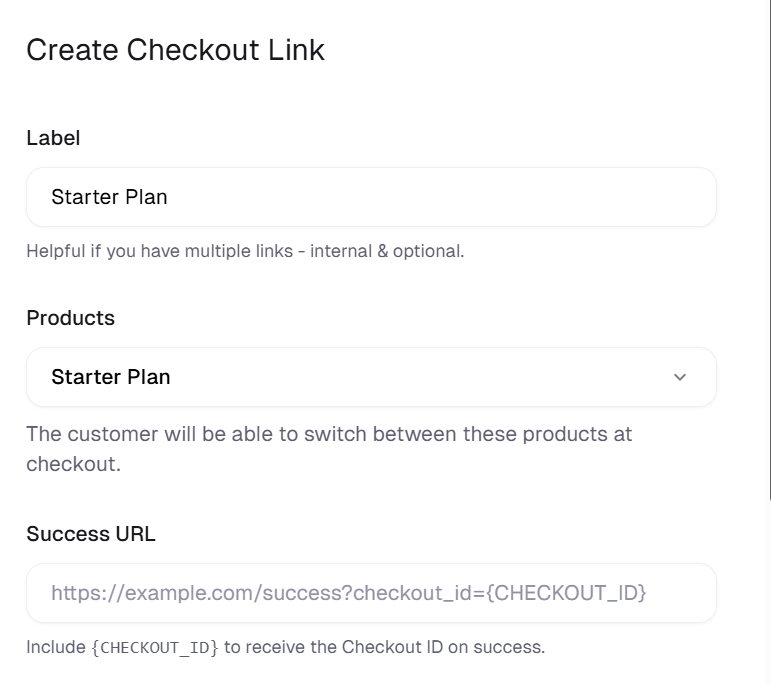 Create Checkout Link
Label
Starter Plan
Helpful if you have multiple links - internal & optional.
Products
Starter Plan
The customer will be able to switch between these products at
checkout.
Success URL
https://example.com/success?checkout_id={CHECKOUT_ID}
Include {CHECKOUT_ID} to receive the Checkout ID on success.